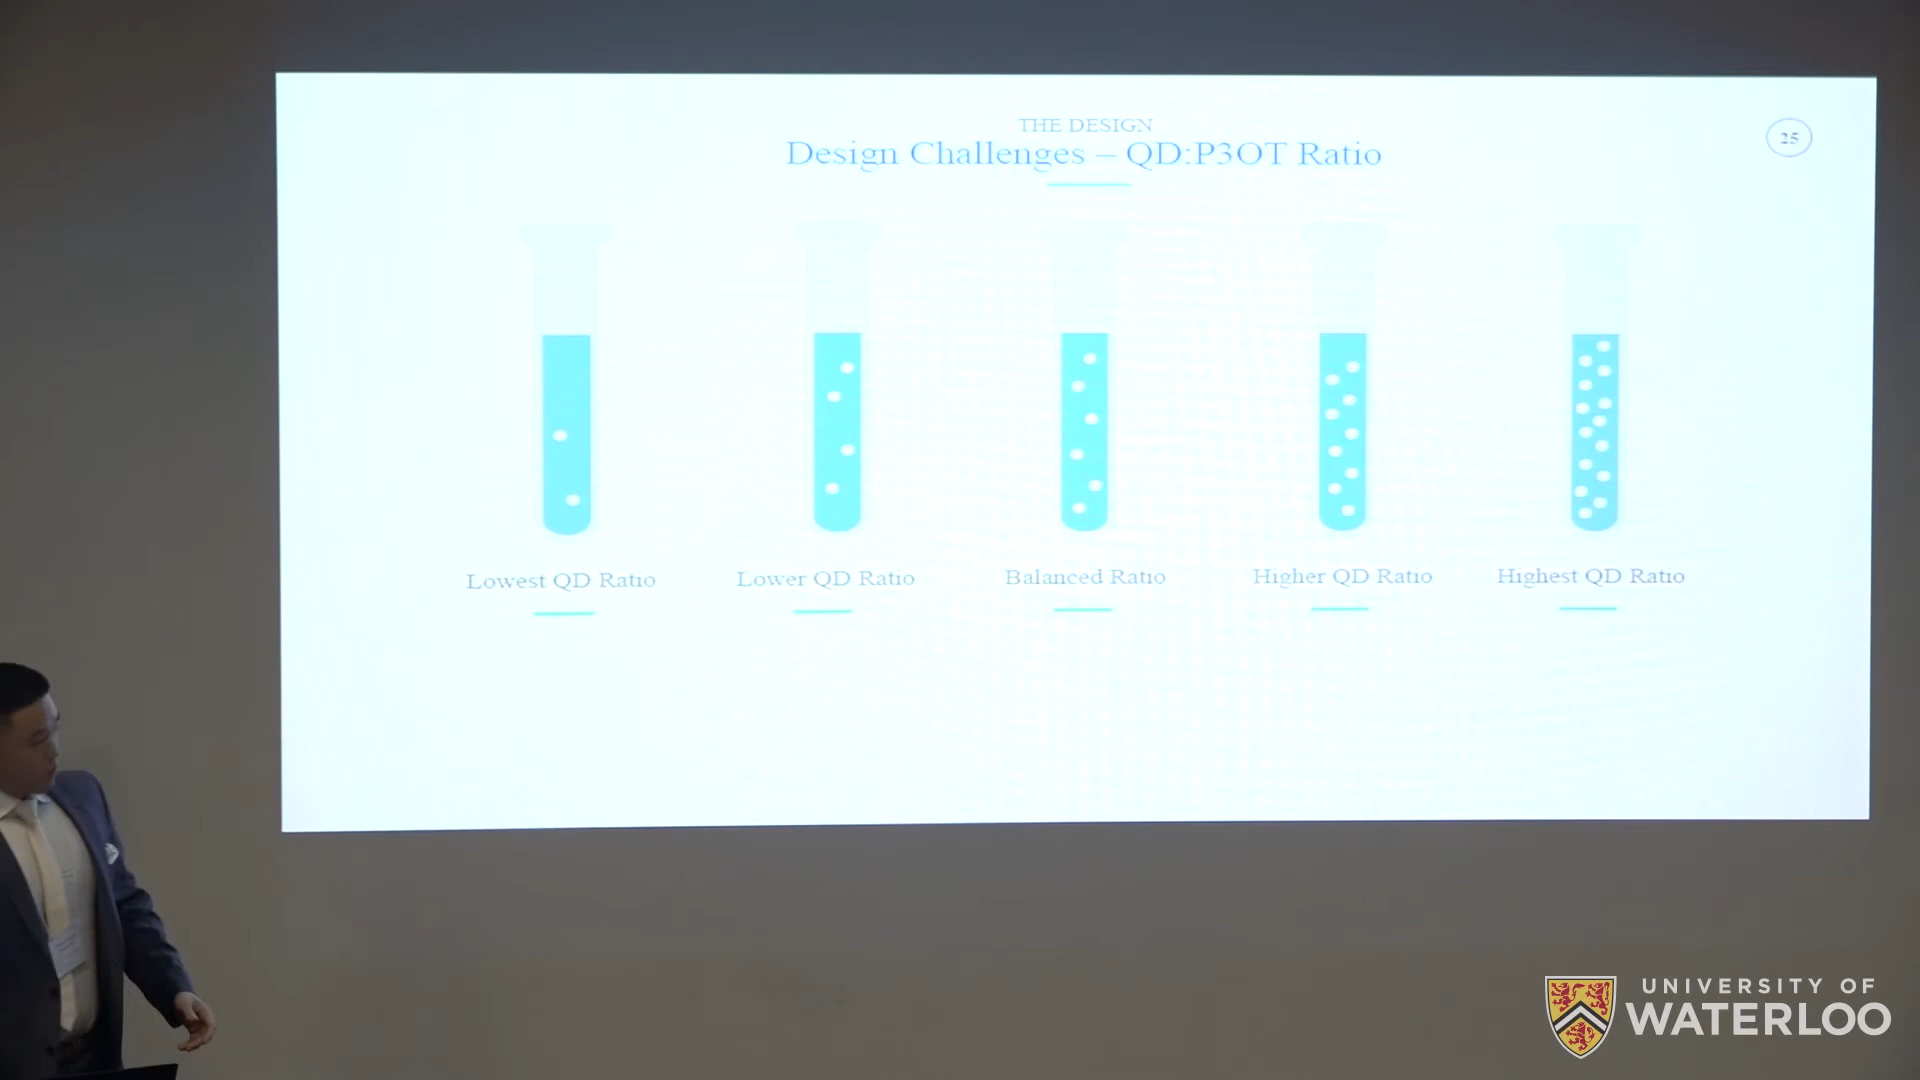 THE DESIGN
Design Challenges – QD:P3OT Ratio
25
Lowest QD Ratio
Lower QD Ratio
Balanced Ratio
Higher QD Ratio
Highest QD Ratio
UNIVERSITY OF
WATERLOO